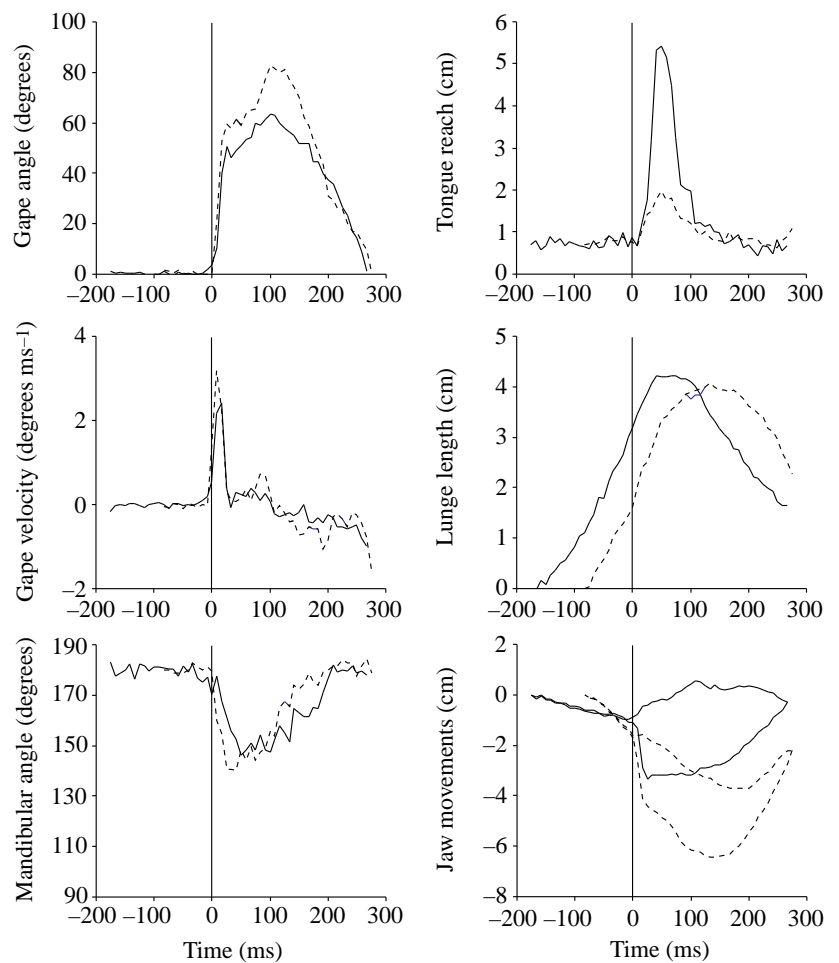 Gape angle (degrees)
100
80
60
40
20
0
–200 –100 0 100 200 300
Tongue reach (cm)
6
5
4
3
2
1
0
–200 –100 0 100 200 300
Gape velocity (degrees ms–1)
4
2
0
–2
–200 –100 0 100 200 300
Lunge length (cm)
5
4
3
2
1
0
–200 –100 0 100 200 300
Mandibular angle (degrees)
190
170
150
130
110
90
–200 –100 0 100 200 300
Time (ms)
Jaw movements (cm)
2
0
–2
–4
–6
–8
–200 –100 0 100 200 300
Time (ms)